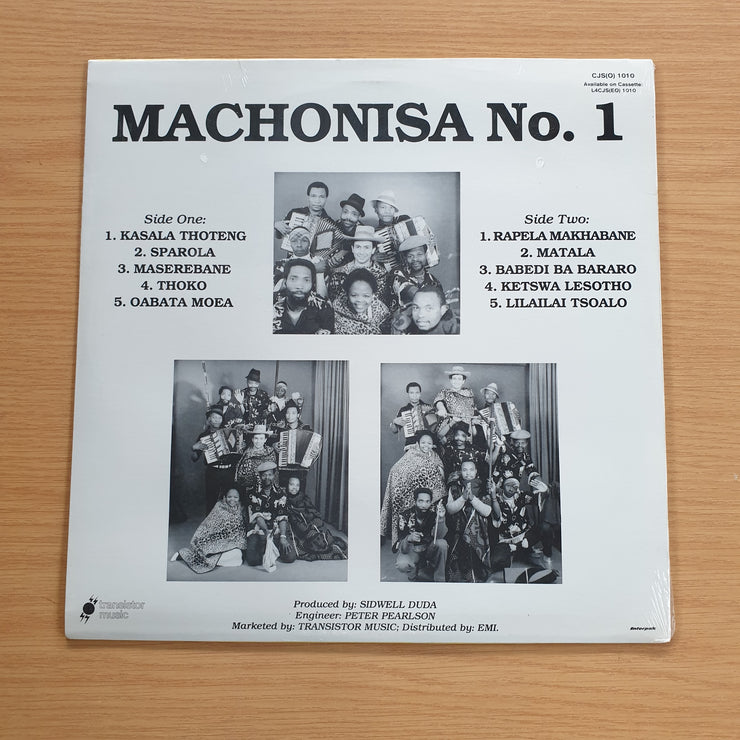 CJS(O) 1010
Available on Cassette:
L4CJS(EO) 1010
MACHONISA No. 1
Side One:
1. KASALA THOTENG
2. SPAROLA
3. MASEREBANE
4. THOKO
5. OABATA MOEA
Side Two:
1. RAPELA MAKHABANE
2. MATALA
3. BABEDI BA BARARO
4. KETSWA LESOTHO
5. LILAILAI TSOALO
transistor
music
Produced by: SIDWELL DUDA
Engineer: PETER PEARLSON
Marketed by: TRANSISTOR MUSIC; Distributed by: EMI.
Interpak